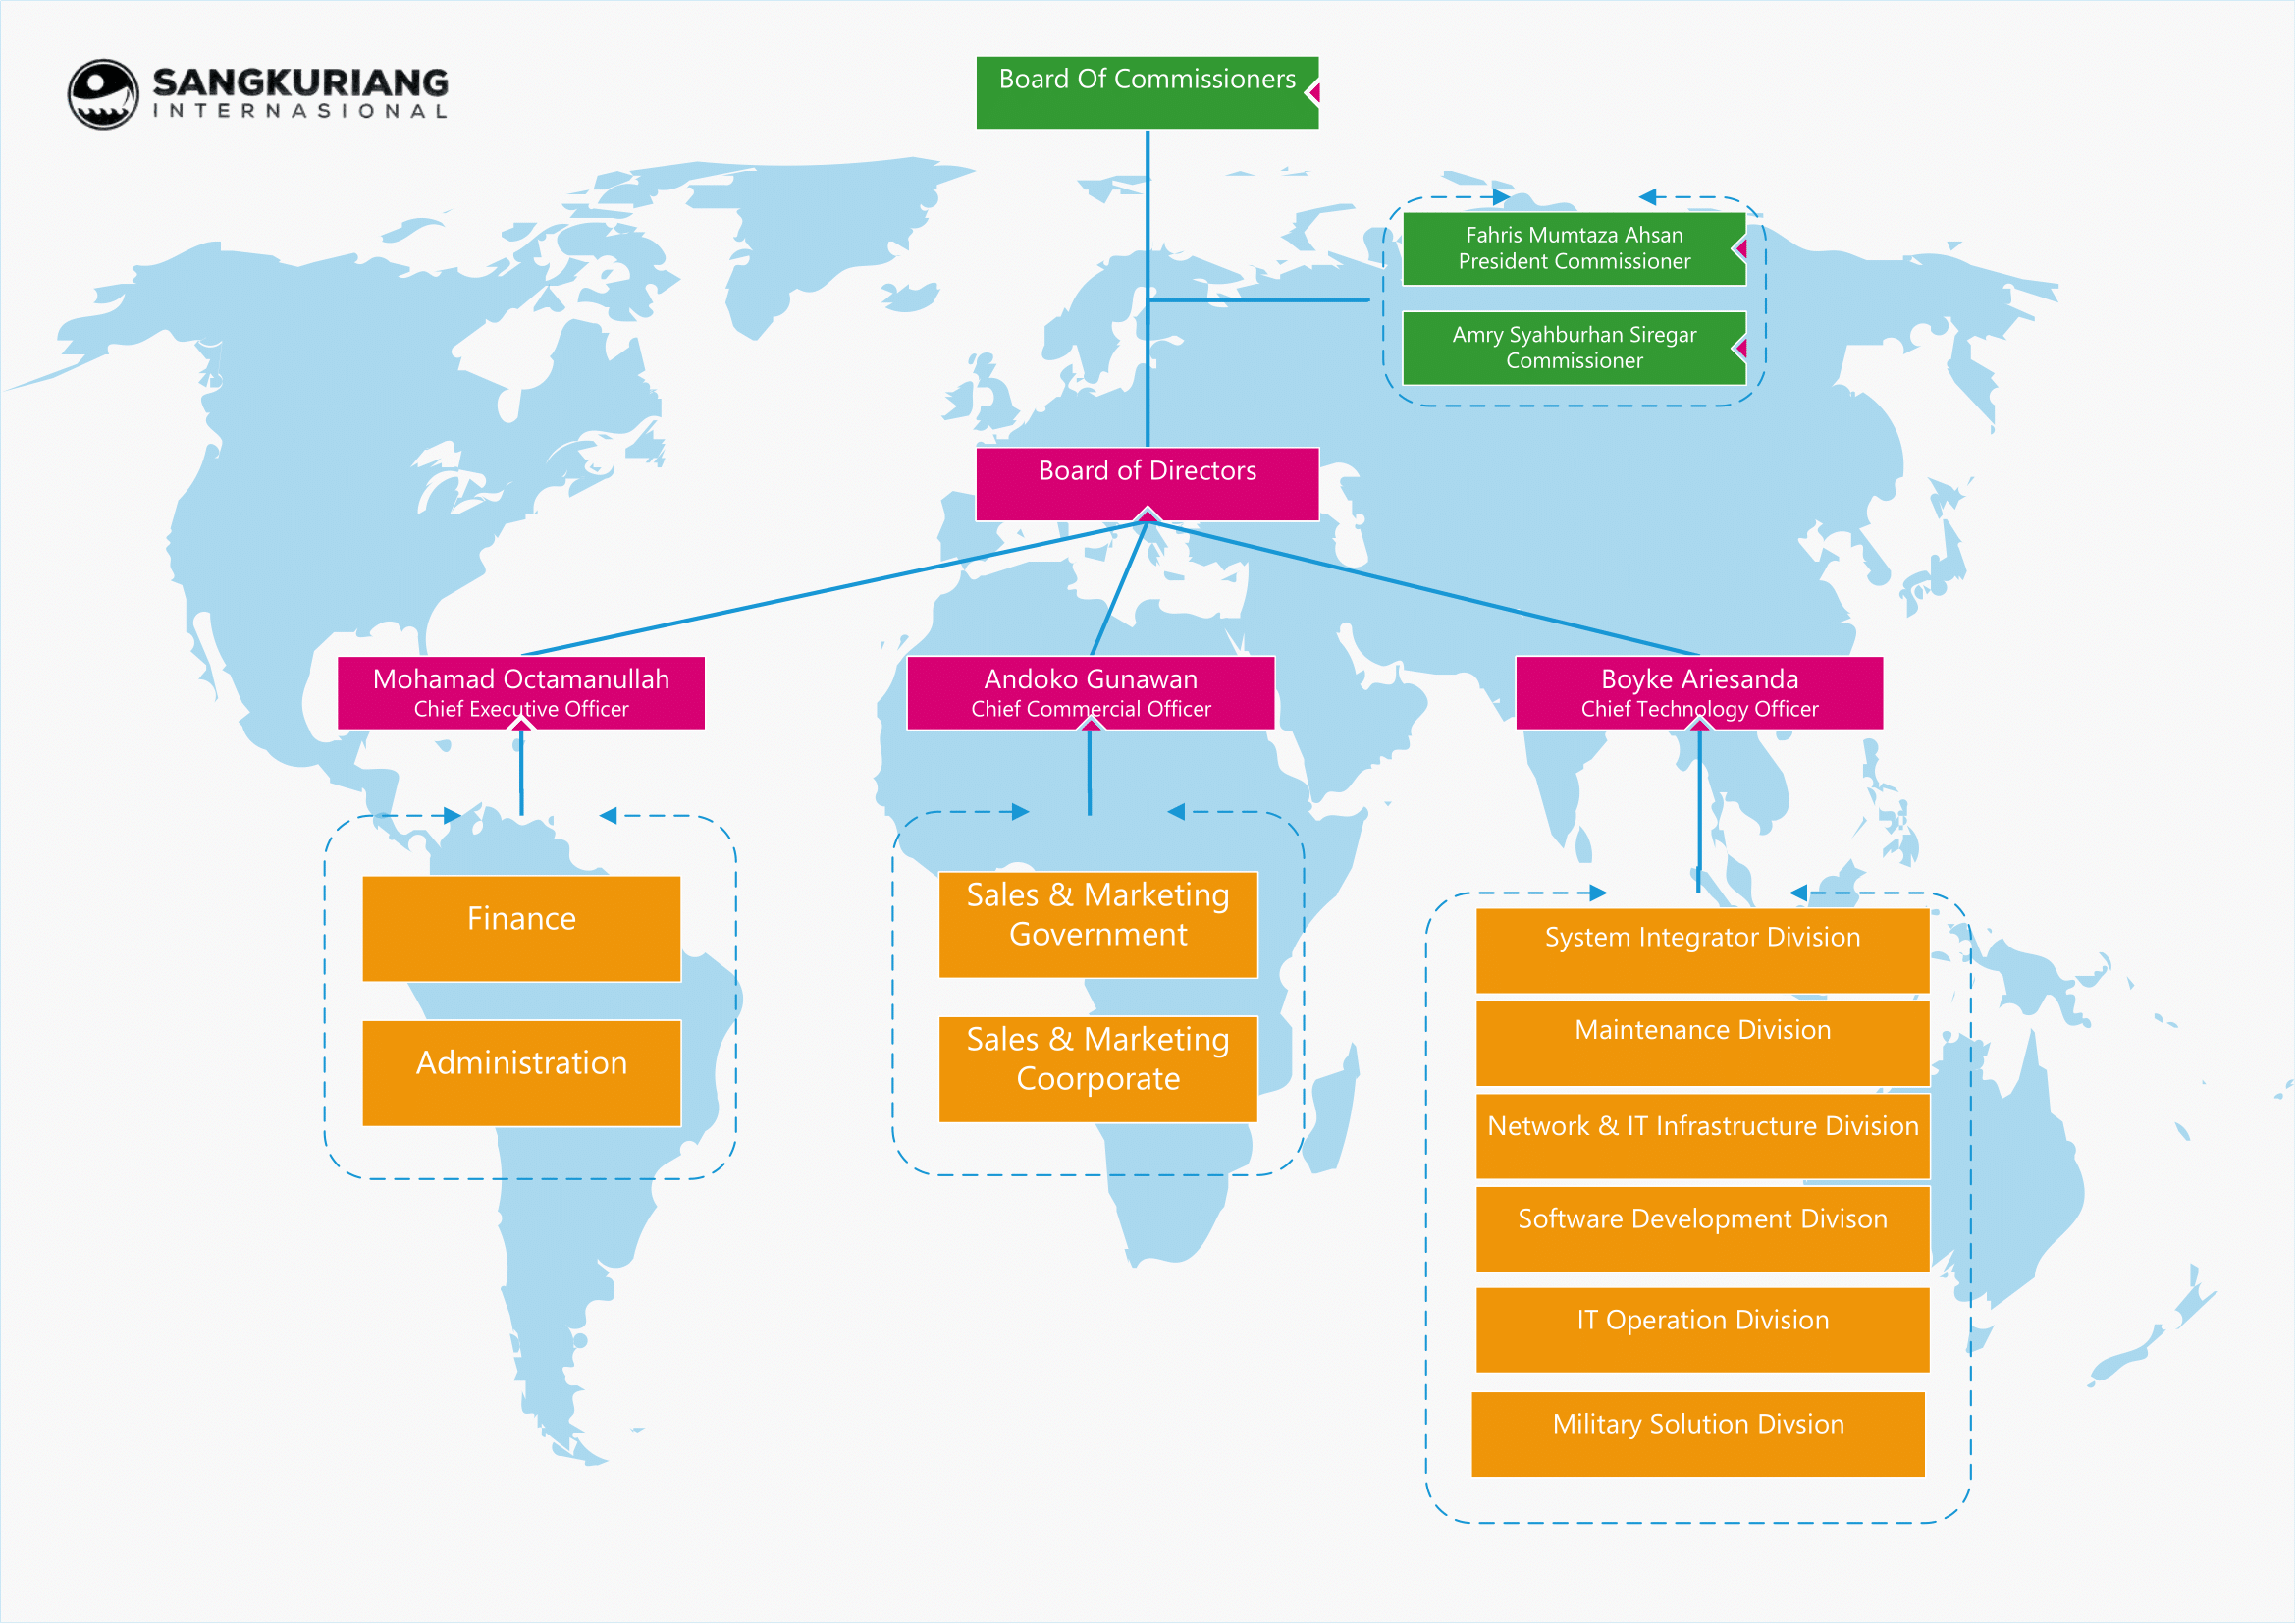 SANGKURIANG
INTERNASIONAL
Board Of Commissioners
Fahris Mumtaza Ahsan
President Commissioner
Amry Syahburhan Siregar
Commissioner
Board of Directors
Mohamad Octamanullah
Chief Executive Officer
Andoko Gunawan
Chief Commercial Officer
Boyke Ariesanda
Chief Technology Officer
Finance
Administration
Sales & Marketing
Government
Sales & Marketing
Coorporate
System Integrator Division
Maintenance Division
Network & IT Infrastructure Division
Software Development Divison
IT Operation Division
Military Solution Divsion